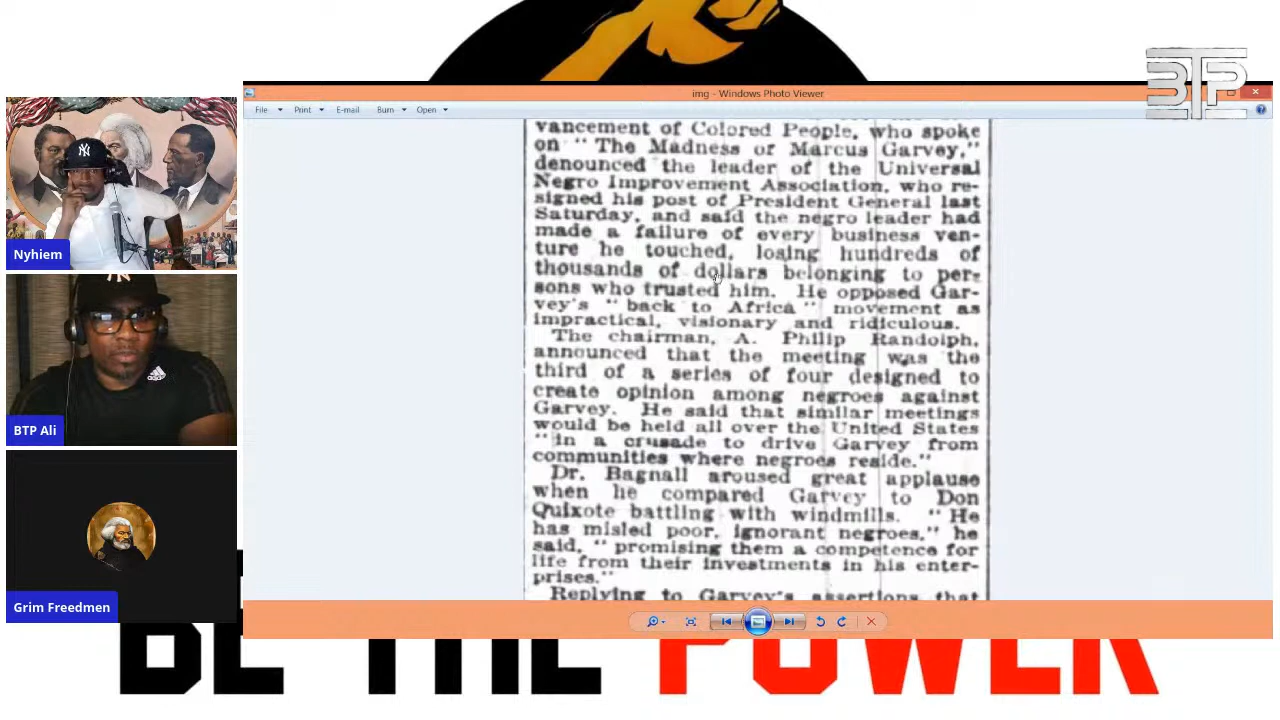 BTP
img - Windows Photo Viewer
File Print E-mail Burn Open
vancement of Colored People, who spoke
on "The Madness of Marcus Garvey,"
denounced the leader of the Universal
Negro Improvement Association, who re-
signed his post of President General last
Saturday, and said the negro leader had
made a failure of every business ven-
ture he touched, losing hundreds of
thousands of dollars belonging to per-
sons who trusted him. He opposed Gar-
vey's "back to Africa" movement as
impractical, visionary and ridiculous.
The chairman, A. Philip Randolph,
announced that the meeting was the
third of a series of four designed to
create opinion among negroes against
Garvey. He said that similar meetings
would be held all over the United States
"in a crusade to drive Garvey from
communities where negroes reside."
Dr. Bagnall aroused great applause
when he compared Garvey to Don
Quixote battling with windmills. "He
has misled poor, ignorant negroes," he
said, "promising them a competence for
life from their investments in his enter-
prises."
Replying to Garvey's assertions that
Nyhiem
BTP Ali
Grim Freedmen
BE THE POWER